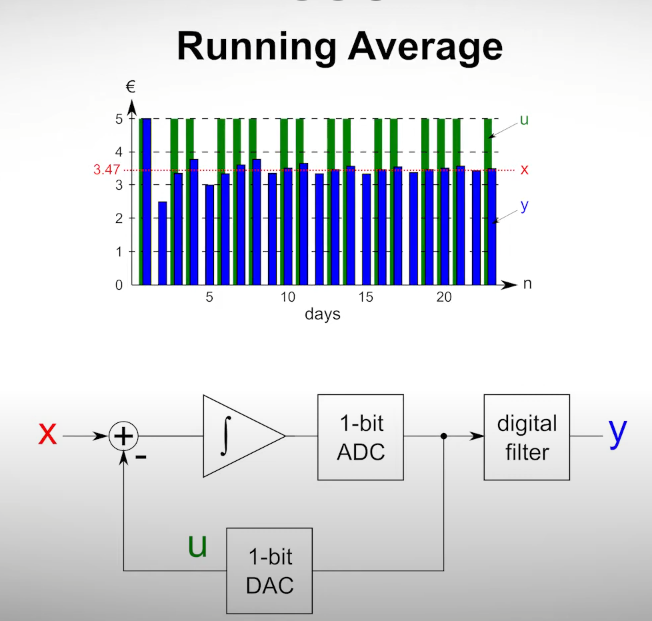 Running Average
€
5
4
3.47
3
2
1
0
5
10
15
20
days
n
u
x
y
x
+
-
∫
1-bit
ADC
digital
filter
y
u
1-bit
DAC